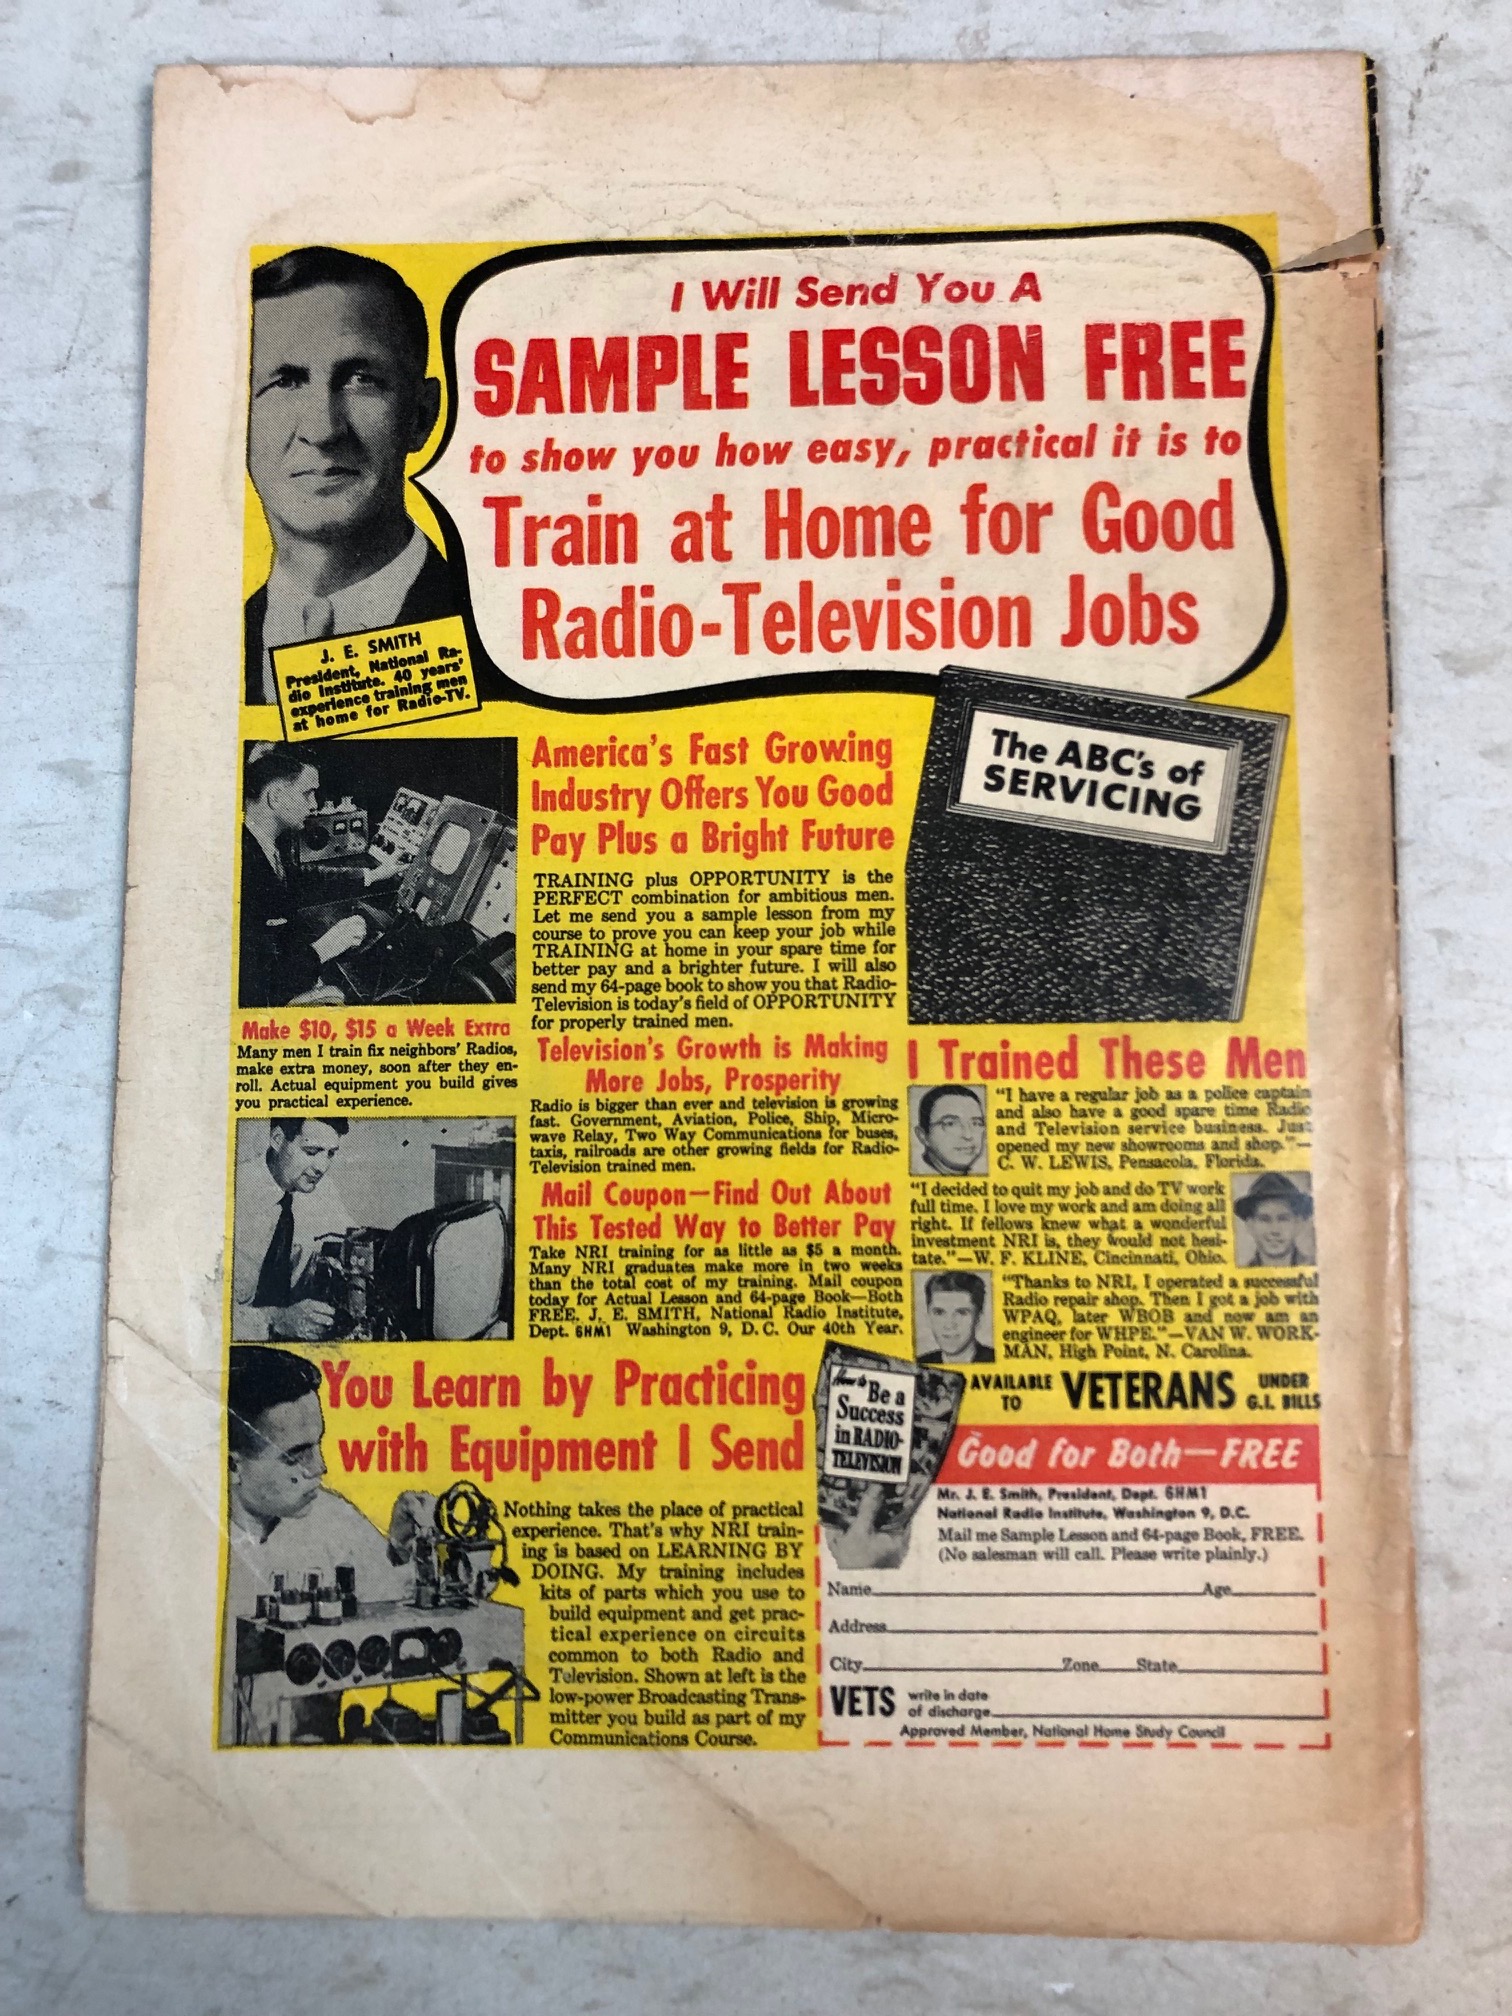 I Will Send You A
SAMPLE LESSON FREE
to show you how easy, practical it is to
Train at Home for Good
Radio-Television Jobs
J. E. SMITH
President, National Ra-
dio Institute. 40 years'
experience training men
at home for Radio-TV.
The ABC's of
SERVICING
America's Fast Growing
Industry Offers You Good
Pay Plus a Bright Future
TRAINING plus OPPORTUNITY is the
PERFECT combination for ambitious men.
Let me send you a sample lesson from my
course to prove you can keep your job while
TRAINING at home in your spare time for
better pay and a brighter future. I will also
send my 64-page book to show you that Radio-
Television is today's field of OPPORTUNITY
for properly trained men.
Make $10, $15 a Week Extra
Many men I train fix neighbors' Radios,
make extra money, soon after they en-
roll. Actual equipment you build gives
you practical experience.
Television's Growth is Making
More Jobs, Prosperity
Radio is bigger than ever and television is growing
fast. Government, Aviation, Police, Ship, Micro-
wave Relay, Two Way Communications for buses,
taxis, railroads are other growing fields for Radio-
Television trained men.
Mail Coupon—Find Out About
This Tested Way to Better Pay
Take NRI training for as little as $5 a month.
Many NRI graduates make more in two weeks
than the total cost of my training. Mail coupon
today for Actual Lesson and 64-page Book—Both
FREE. J. E. SMITH, National Radio Institute,
Dept. 6HM1 Washington 9, D. C. Our 40th Year.
I Trained These Men
"I have a regular job as a police captain
and also have a good spare time Radio
and Television service business. Just
opened my new showrooms and shop."—
C. W. LEWIS, Pensacola, Florida.
"I decided to quit my job and do TV work
full time. I love my work and am doing all
right. If fellows knew what a wonderful
investment NRI is, they would not hesi-
tate."—W. F. KLINE, Cincinnati, Ohio.
"Thanks to NRI, I operated a successful
Radio repair shop. Then I got a job with
WPAQ, later WBOB and now am an
engineer for WHPE."—VAN W. WORK-
MAN, High Point, N. Carolina.
AVAILABLE
TO
VETERANS
UNDER
G.I. BILLS
You Learn by Practicing
with Equipment I Send
Nothing takes the place of practical
experience. That's why NRI train-
ing is based on LEARNING BY
DOING. My training includes
kits of parts which you use to
build equipment and get prac-
tical experience on circuits
common to both Radio and
Television. Shown at left is the
low-power Broadcasting Trans-
mitter you build as part of my
Communications Course.
How to
Be a
Success
in RADIO-
TELEVISION
Good for Both—FREE
Mr. J. E. Smith, President, Dept. 6HM1
National Radio Institute, Washington 9, D.C.
Mail me Sample Lesson and 64-page Book, FREE.
(No salesman will call. Please write plainly.)
Name Age
Address
City Zone State
VETS write in date
of discharge
Approved Member, National Home Study Council